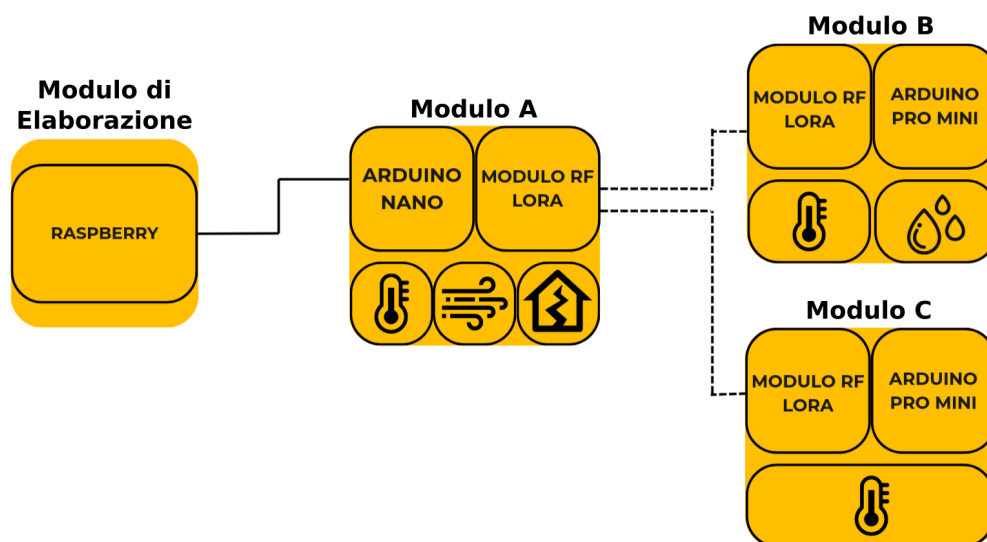 Modulo di
Elaborazione
RASPBERRY
Modulo A
ARDUINO
NANO
MODULO RF
LORA
Modulo B
MODULO RF
LORA
ARDUINO
PRO MINI
Modulo C
MODULO RF
LORA
ARDUINO
PRO MINI